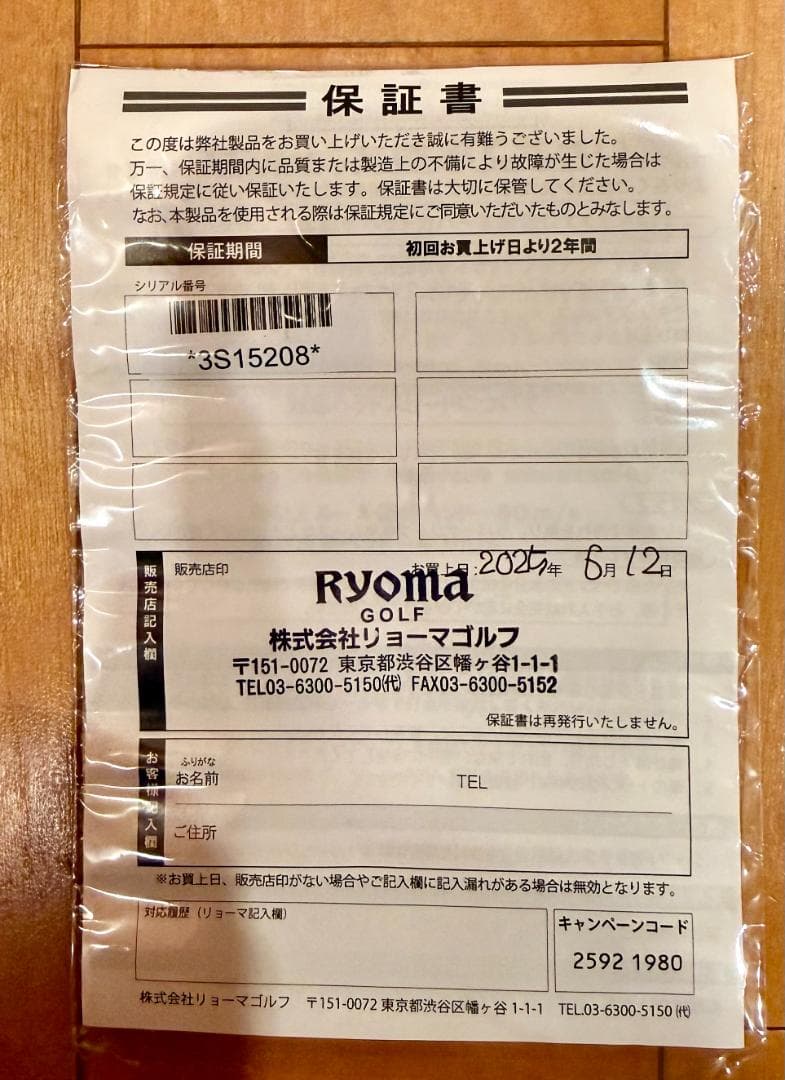 保証書
この度は弊社製品をお買い上げいただき誠に有難うございました。
万一、保証期間内に品質または製造上の不備により故障が生じた場合は
保証規定に従い保証いたします。保証書は大切に保管してください。
なお、本製品を使用される際は保証規定にご同意いただいたものとみなします。
保証期間 初回お買上げ日より2年間
シリアル番号
*3S15208*
販売店記入欄
販売店印
お買上日:2025年 6月12日
RYOMA
GOLF
株式会社リョーマゴルフ
〒151-0072 東京都渋谷区幡ヶ谷1-1-1
TEL03-6300-5150㈹ FAX03-6300-5152
保証書は再発行いたしません。
お客様記入欄
ふりがな
お名前 TEL
ご住所
※お買上日、販売店印がない場合やご記入欄に記入漏れがある場合は無効となります。
対応履歴(リョーマ記入欄)
キャンペーンコード
2592 1980
株式会社リョーマゴルフ 〒151-0072 東京都渋谷区幡ヶ谷 1-1-1 TEL.03-6300-5150 ㈹